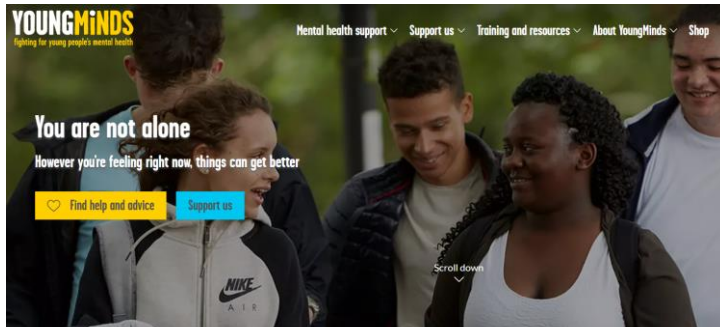 YOUNGMiNDS
fighting for young people's mental health
Mental health support
Support us
Training and resources
About YoungMinds
Shop
You are not alone
However you're feeling right now, things can get better
Find help and advice
Support us
NIKE
AIR
Scroll down